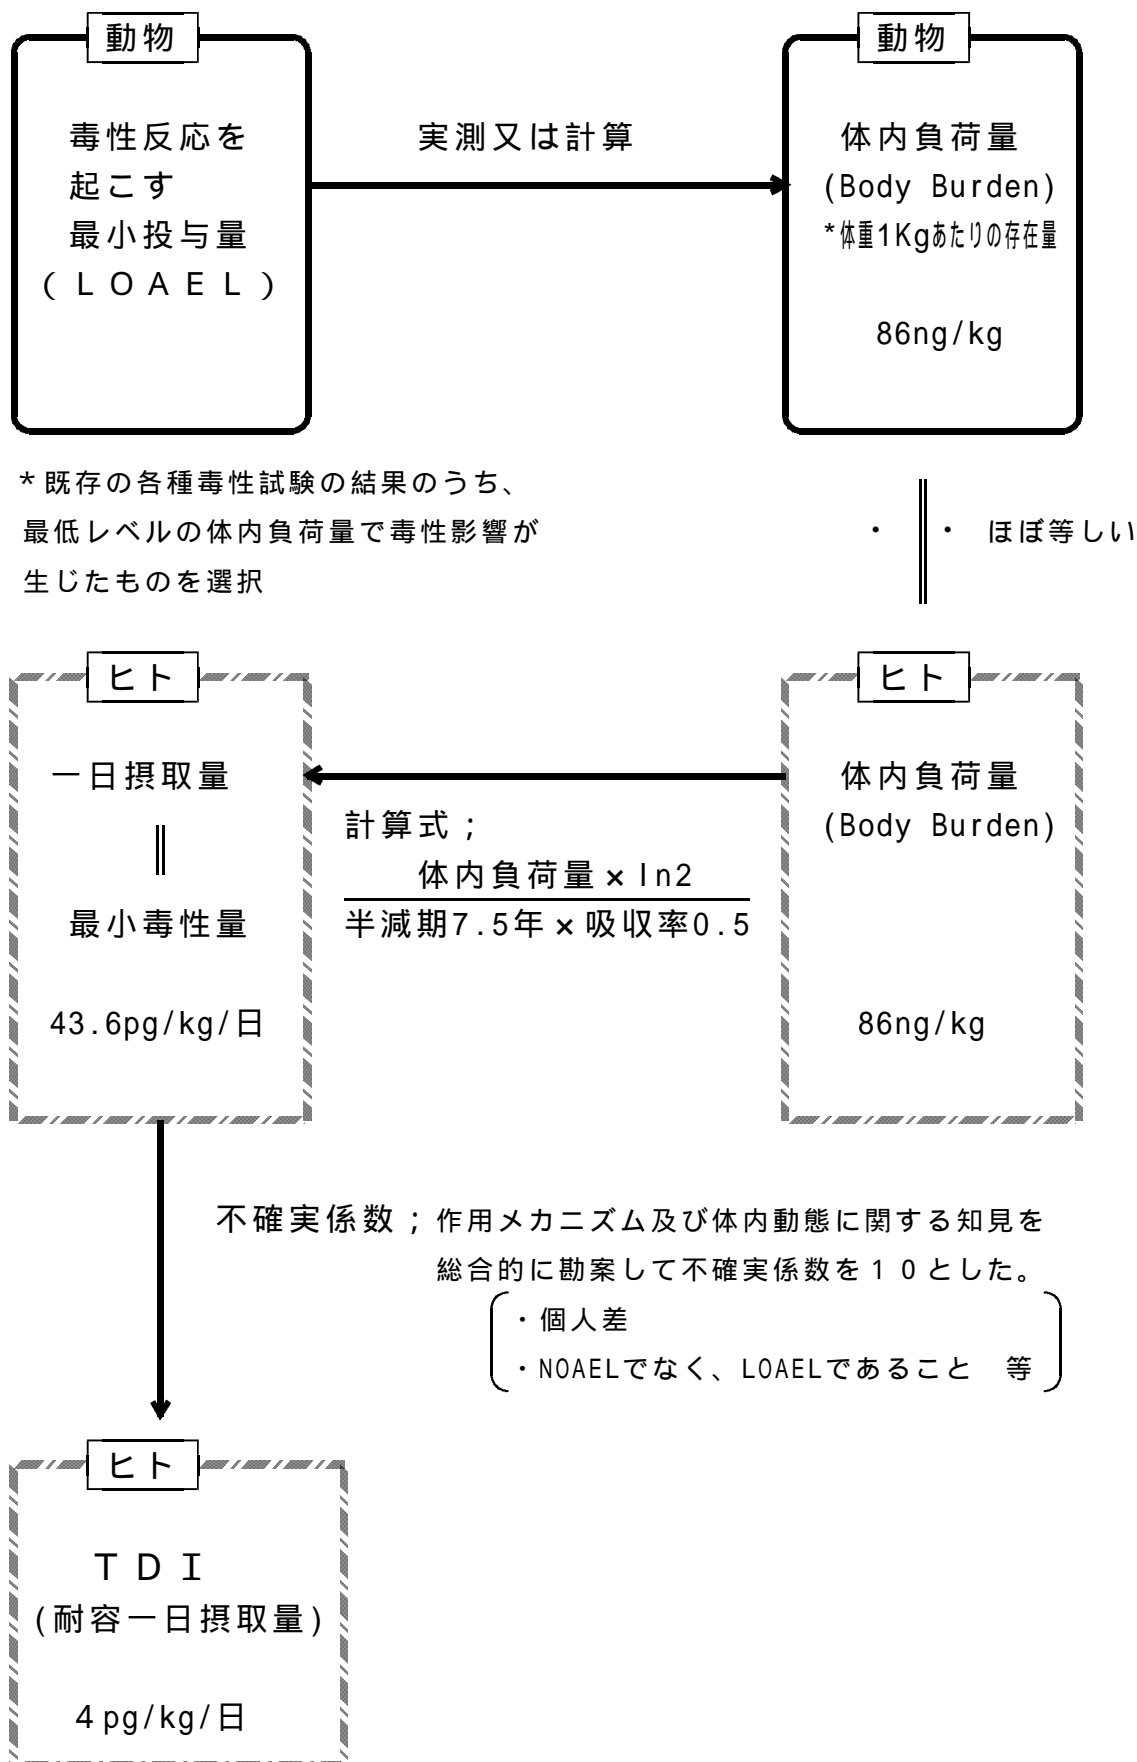 動物
毒性反応を
起こす
最小投与量
(ＬＯＡＥＬ)
実測又は計算
動物
体内負荷量
(Body Burden)
*体重1Kgあたりの存在量
86ng/kg
*既存の各種毒性試験の結果のうち、
最低レベルの体内負荷量で毒性影響が
生じたものを選択
・ ‖ ・ ほぼ等しい
ヒト
一日摂取量
‖
最小毒性量
43.6pg/kg/日
計算式；
体内負荷量×ln2
半減期7.5年×吸収率0.5
ヒト
体内負荷量
(Body Burden)
86ng/kg
不確実係数；作用メカニズム及び体内動態に関する知見を
総合的に勘案して不確実係数を１０とした。
・個人差
・NOAELでなく、LOAELであること　等
ヒト
ＴＤＩ
(耐容一日摂取量)
４pg/kg/日